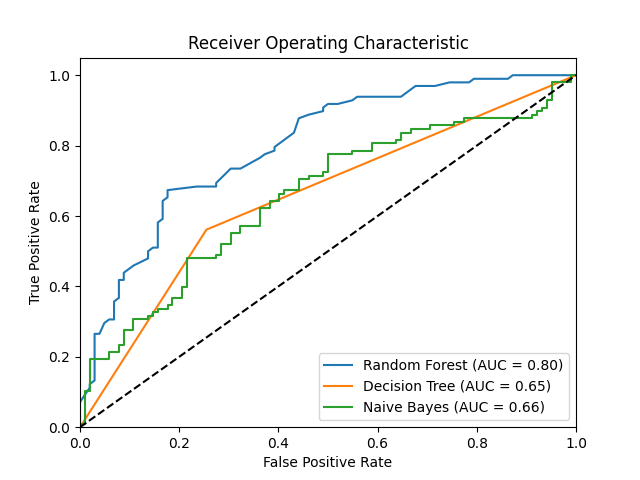 Receiver Operating Characteristic
1.0
0.8
0.6
0.4
0.2
0.0
True Positive Rate
Random Forest (AUC = 0.80)
Decision Tree (AUC = 0.65)
Naive Bayes (AUC = 0.66)
0.0 0.2 0.4 0.6 0.8 1.0
False Positive Rate